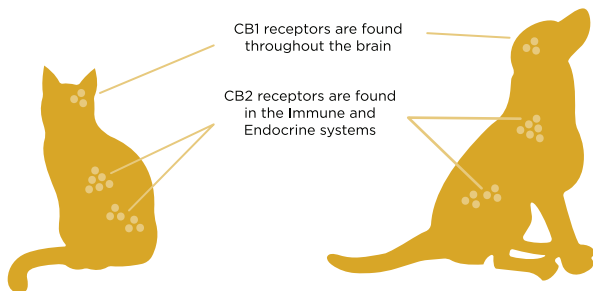 CB1 receptors are found
throughout the brain
CB2 receptors are found
in the Immune and
Endocrine systems